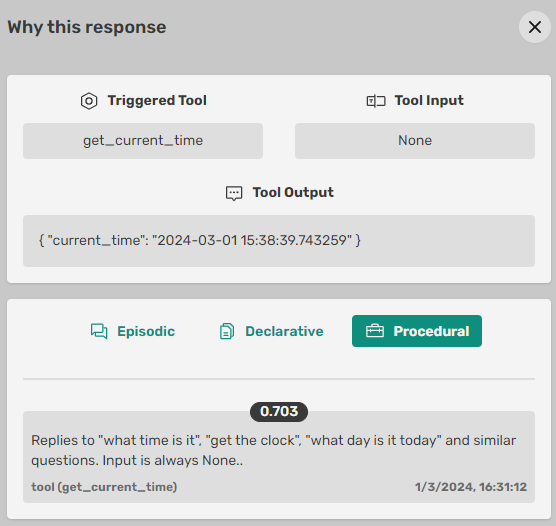 Why this response
Triggered Tool
Tool Input
get_current_time
None
Tool Output
{ "current_time": "2024-03-01 15:38:39.743259" }
Episodic
Declarative
Procedural
0.703
Replies to "what time is it", "get the clock", "what day is it today" and similar
questions. Input is always None..
tool (get_current_time)
1/3/2024, 16:31:12